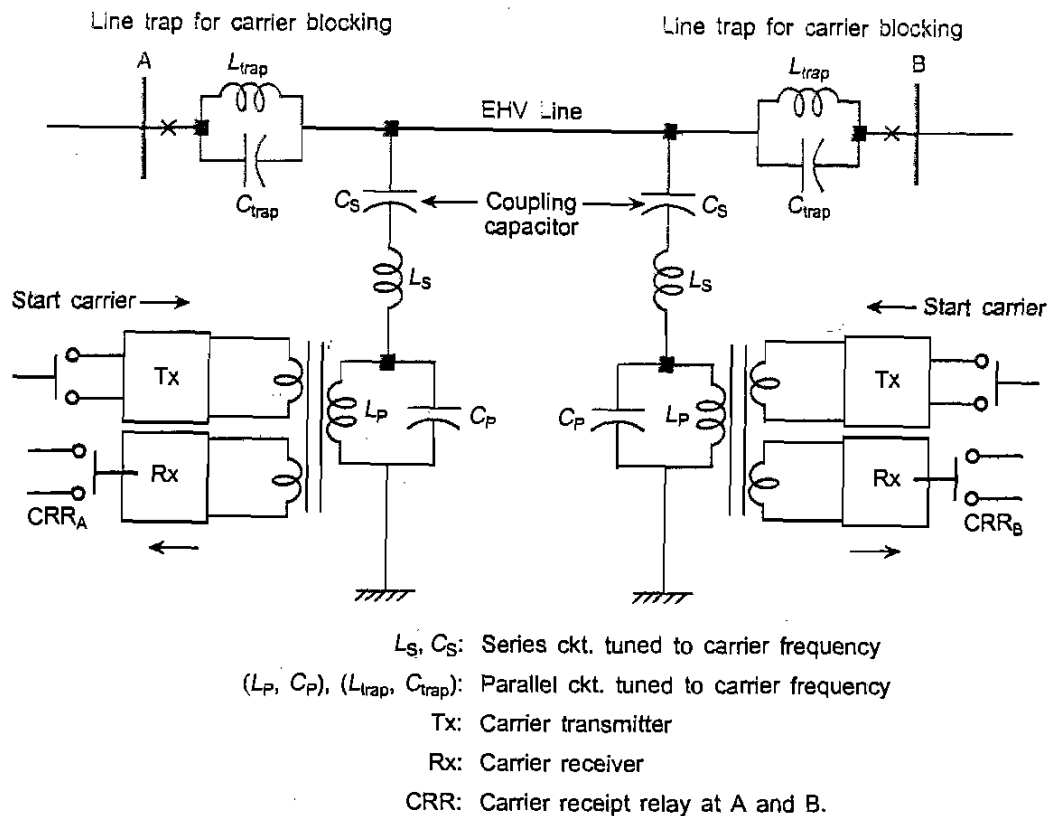 Line trap for carrier blocking
Line trap for carrier blocking
A
L_trap
L_trap
B
EHV Line
C_trap
C_S
Coupling
capacitor
C_S
C_trap
L_S
L_S
Start carrier
Start carrier
Tx
Tx
L_P
C_P
C_P
L_P
Rx
Rx
CRR_A
CRR_B
L_S, C_S: Series ckt. tuned to carrier frequency
(L_P, C_P), (L_trap, C_trap): Parallel ckt. tuned to carrier frequency
Tx: Carrier transmitter
Rx: Carrier receiver
CRR: Carrier receipt relay at A and B.